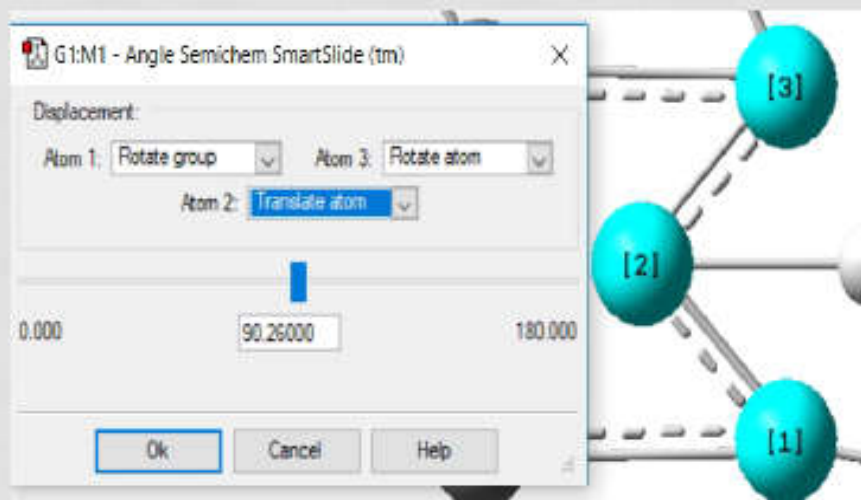 G1:M1 - Angle Semichem SmartSlide (tm)
Displacement:
Atom 1: Rotate group Atom 3: Rotate atom
Atom 2: Translate atom
0.000 90.26000 180.000
Ok Cancel Help
[3]
[2]
[1]